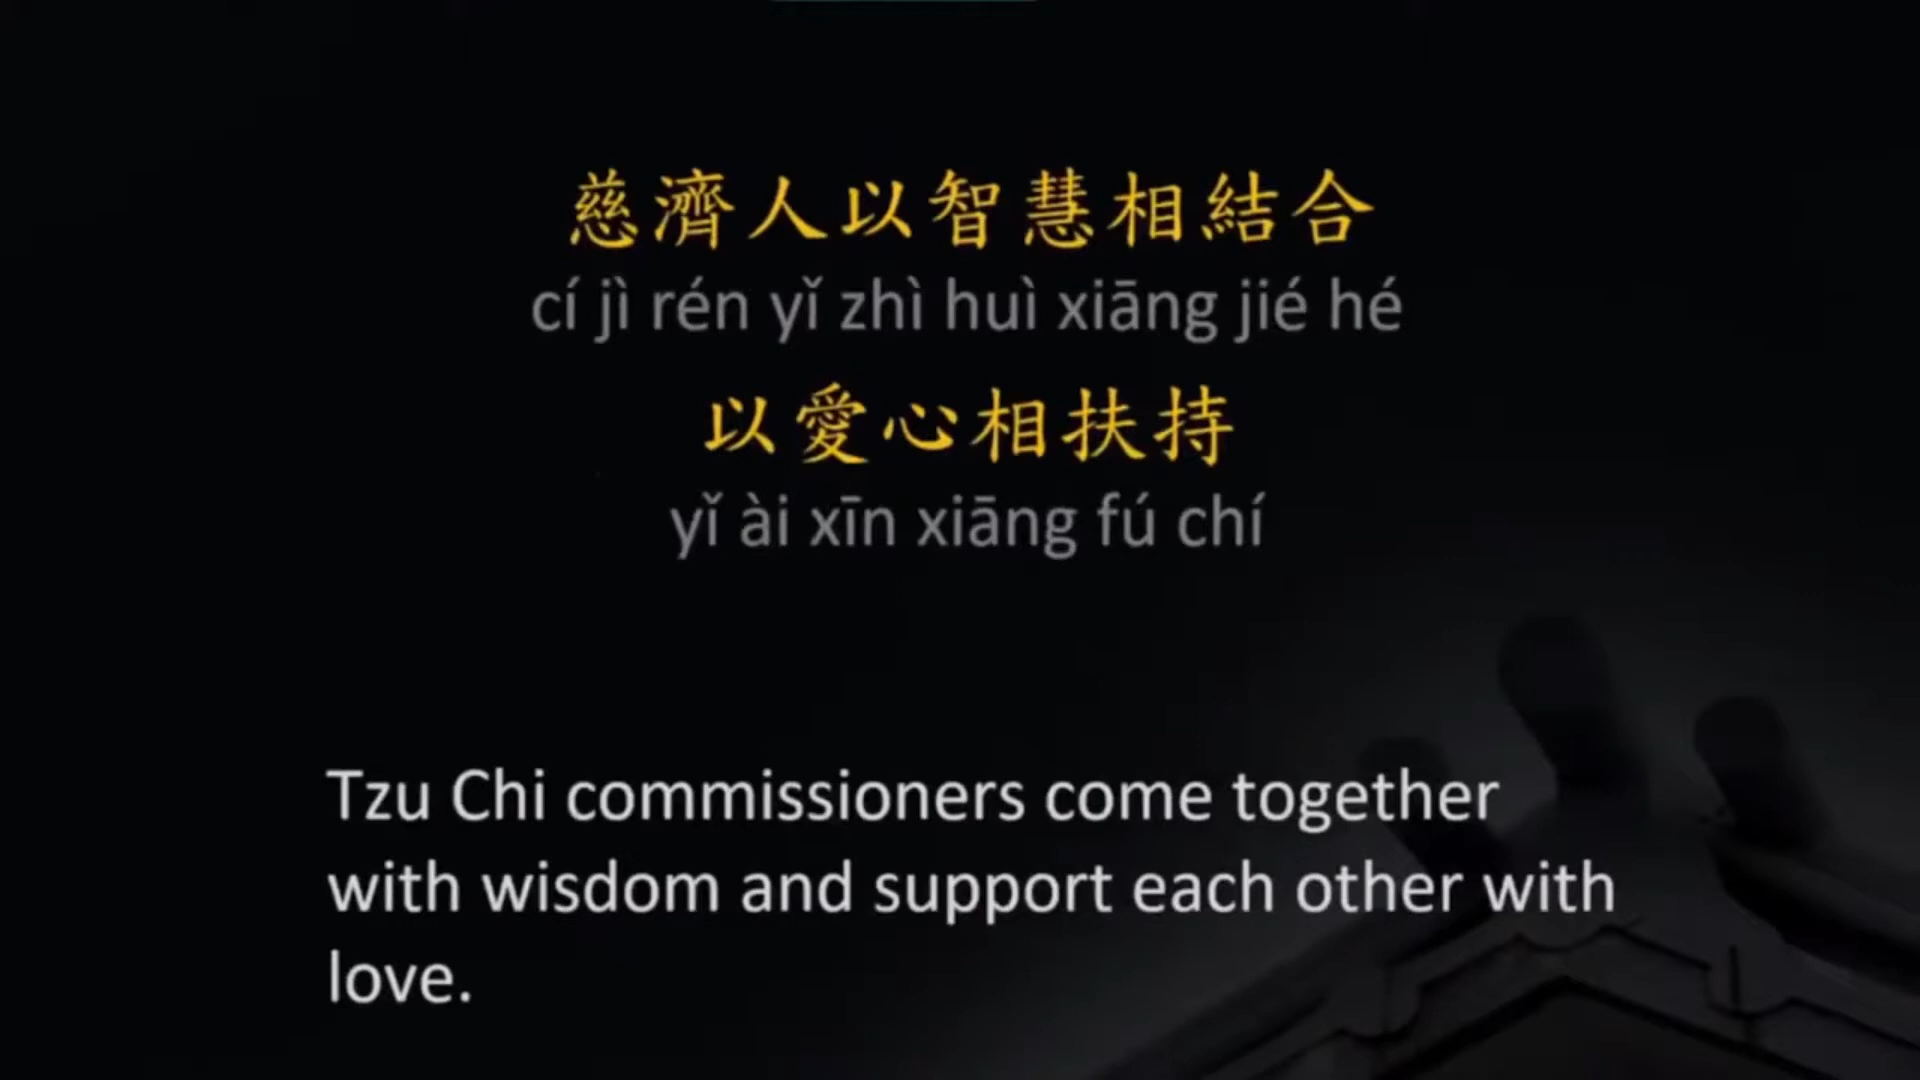 慈濟人以智慧相結合
cí jì rén yǐ zhì huì xiāng jié hé
以愛心相扶持
yǐ ài xīn xiāng fú chí
Tzu Chi commissioners come together
with wisdom and support each other with
love.